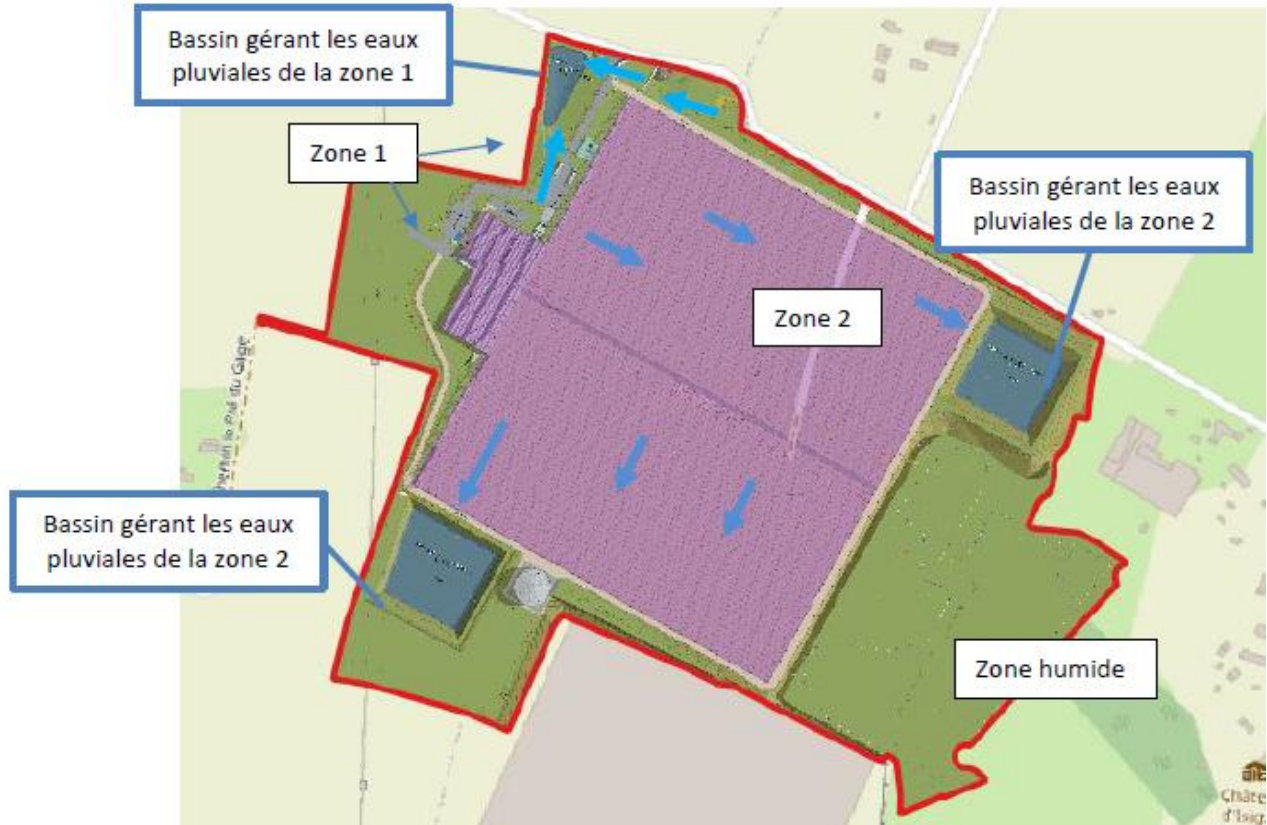 Bassin gérant les eaux
pluviales de la zone 1
Zone 1
Bassin gérant les eaux
pluviales de la zone 2
Zone 2
Bassin gérant les eaux
pluviales de la zone 2
Zone humide